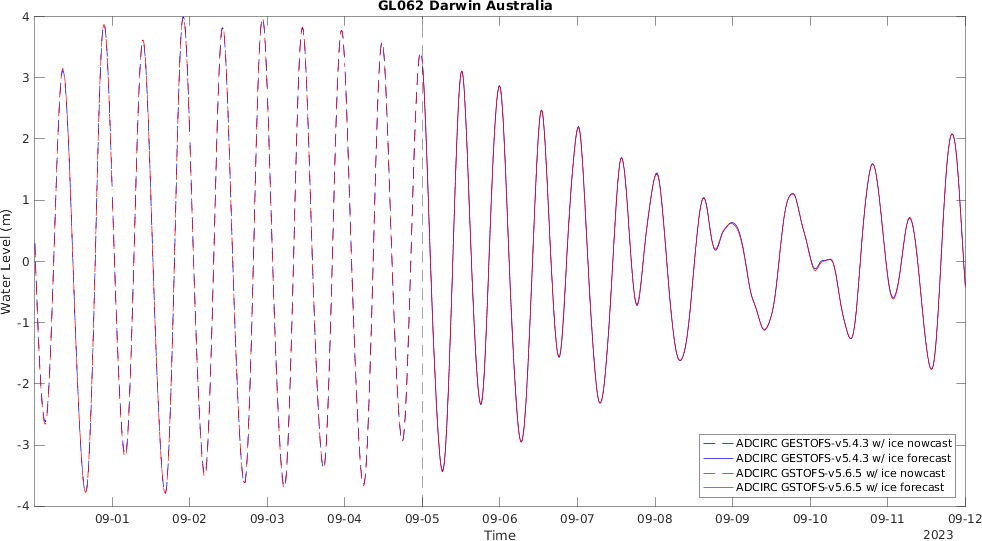 GL062 Darwin Australia
4
3
2
1
0
-1
-2
-3
-4
Water Level (m)
ADCIRC GESTOFS-v5.4.3 w/ ice nowcast
ADCIRC GESTOFS-v5.4.3 w/ ice forecast
ADCIRC GSTOFS-v5.6.5 w/ ice nowcast
ADCIRC GSTOFS-v5.6.5 w/ ice forecast
09-01 09-02 09-03 09-04 09-05 09-06 09-07 09-08 09-09 09-10 09-11 09-12
Time
2023